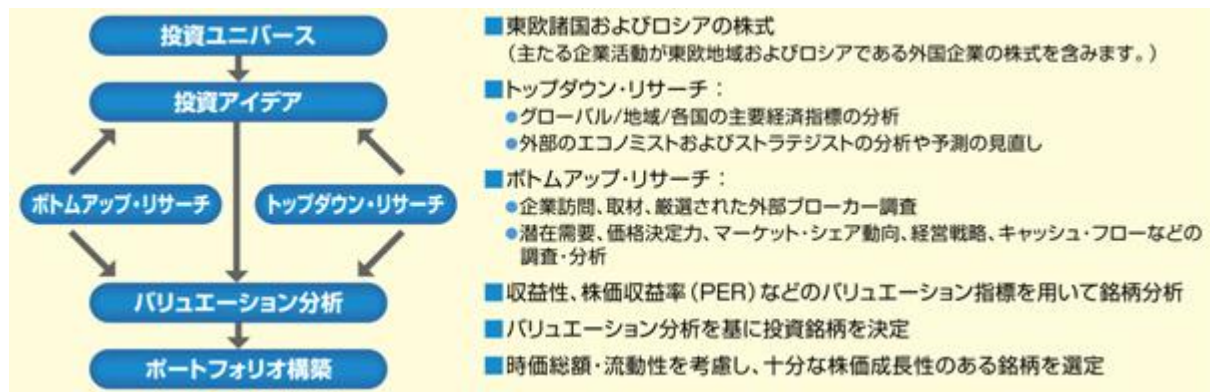 投資ユニバース
投資アイデア
ボトムアップ・リサーチ
トップダウン・リサーチ
バリュエーション分析
ポートフォリオ構築
■東欧諸国およびロシアの株式
（主たる企業活動が東欧地域およびロシアである外国企業の株式を含みます。）
■トップダウン・リサーチ：
●グローバル/地域/各国の主要経済指標の分析
●外部のエコノミストおよびストラテジストの分析や予測の見直し
■ボトムアップ・リサーチ：
●企業訪問、取材、厳選された外部ブローカー調査
●潜在需要、価格決定力、マーケット・シェア動向、経営戦略、キャッシュ・フローなどの
調査・分析
■収益性、株価収益率（PER）などのバリュエーション指標を用いて銘柄分析
■バリュエーション分析を基に投資銘柄を決定
■時価総額・流動性を考慮し、十分な株価成長性のある銘柄を選定